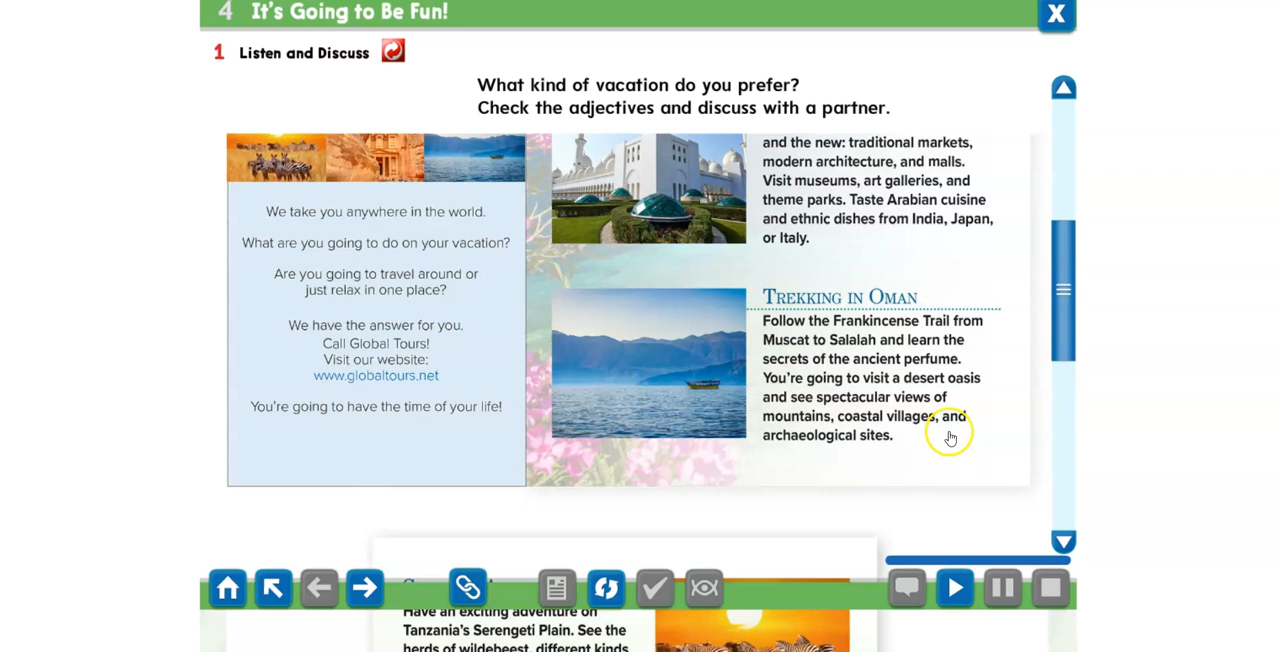 4 It's Going to Be Fun!
X
1 Listen and Discuss
What kind of vacation do you prefer?
Check the adjectives and discuss with a partner.
We take you anywhere in the world.
What are you going to do on your vacation?
Are you going to travel around or
just relax in one place?
We have the answer for you.
Call Global Tours!
Visit our website:
www.globaltours.net
You're going to have the time of your life!
and the new: traditional markets,
modern architecture, and malls.
Visit museums, art galleries, and
theme parks. Taste Arabian cuisine
and ethnic dishes from India, Japan,
or Italy.
TREKKING IN OMAN
Follow the Frankincense Trail from
Muscat to Salalah and learn the
secrets of the ancient perfume.
You're going to visit a desert oasis
and see spectacular views of
mountains, coastal villages, and
archaeological sites.
Have an exciting adventure on
Tanzania's Serengeti Plain. See the
herds of wildebeest, different kinds